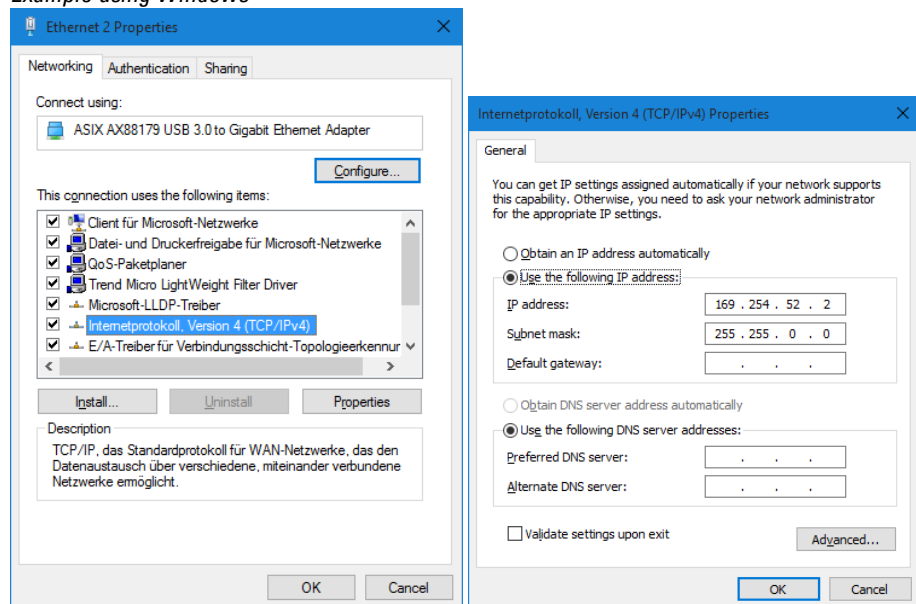 Example using Windows
Ethernet 2 Properties
Networking Authentication Sharing
Connect using:
ASIX AX88179 USB 3.0 to Gigabit Ethernet Adapter
Configure...
This connection uses the following items:
Client für Microsoft-Netzwerke
Datei- und Druckerfreigabe für Microsoft-Netzwerke
QoS-Paketplaner
Trend Micro LightWeight Filter Driver
Microsoft-LLDP-Treiber
Internetprotokoll, Version 4 (TCP/IPv4)
E/A-Treiber für Verbindungsschicht-Topologieerkennur
Install... Uninstall Properties
Description
TCP/IP, das Standardprotokoll für WAN-Netzwerke, das den
Datenaustausch über verschiedene, miteinander verbundene
Netzwerke ermöglicht.
OK Cancel
Internetprotokoll, Version 4 (TCP/IPv4) Properties
General
You can get IP settings assigned automatically if your network supports
this capability. Otherwise, you need to ask your network administrator
for the appropriate IP settings.
Obtain an IP address automatically
Use the following IP address:
IP address: 169 . 254 . 52 . 2
Subnet mask: 255 . 255 . 0 . 0
Default gateway: . . .
Obtain DNS server address automatically
Use the following DNS server addresses:
Preferred DNS server: . . .
Alternate DNS server: . . .
Validate settings upon exit
Advanced...
OK Cancel